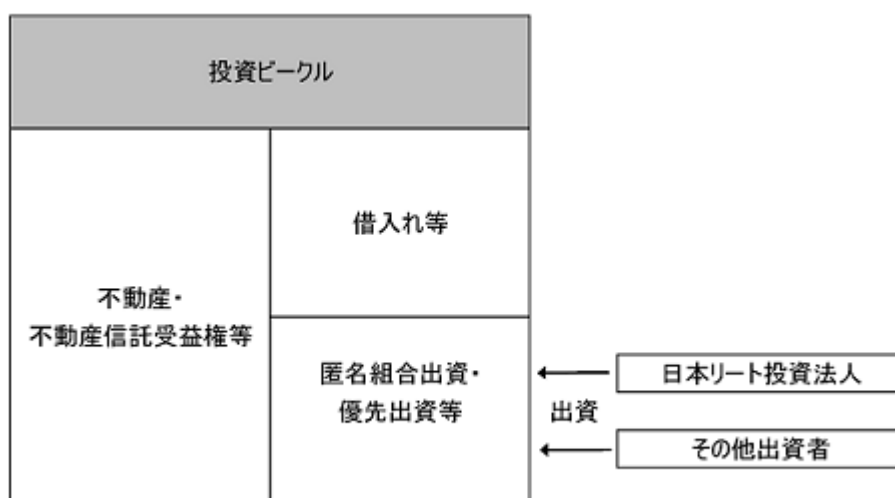 投資ビークル
借入れ等
不動産・
不動産信託受益権等
匿名組合出資・
優先出資等
出資
日本リート投資法人
その他出資者